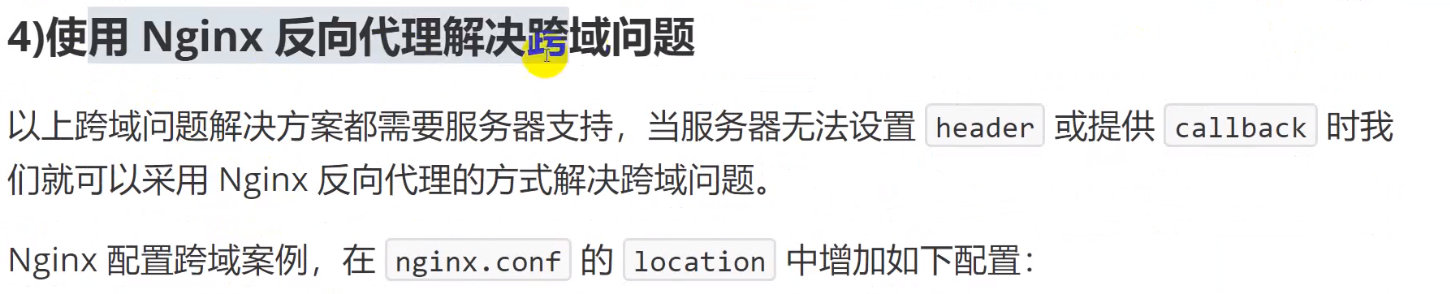 4)使用 Nginx 反向代理解决跨域问题
以上跨域问题解决方案都需要服务器支持，当服务器无法设置 header 或提供 callback 时我
们就可以采用 Nginx 反向代理的方式解决跨域问题。
Nginx 配置跨域案例，在 nginx.conf 的 location 中增加如下配置：